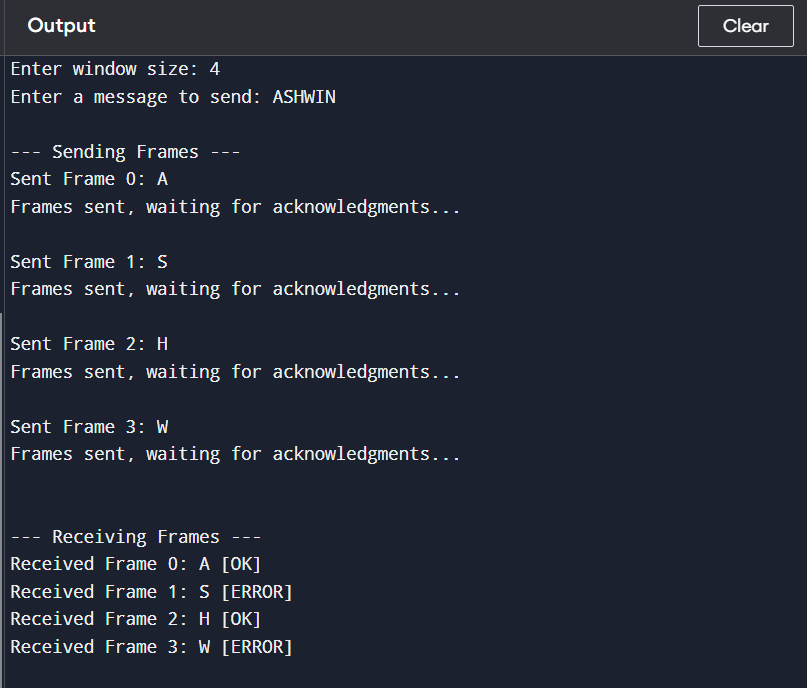 Output
Clear
Enter window size: 4
Enter a message to send: ASHWIN
--- Sending Frames ---
Sent Frame 0: A
Frames sent, waiting for acknowledgments...
Sent Frame 1: S
Frames sent, waiting for acknowledgments...
Sent Frame 2: H
Frames sent, waiting for acknowledgments...
Sent Frame 3: W
Frames sent, waiting for acknowledgments...
--- Receiving Frames ---
Received Frame 0: A [OK]
Received Frame 1: S [ERROR]
Received Frame 2: H [OK]
Received Frame 3: W [ERROR]